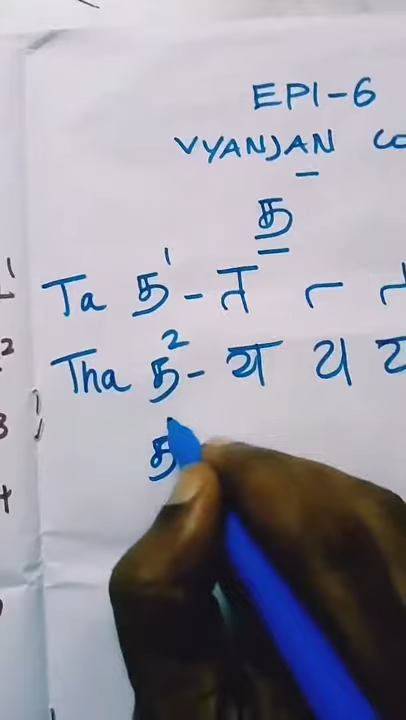 EPI-6
VYANJAN
த
Ta த¹ - त
Tha த² - थ थ
த